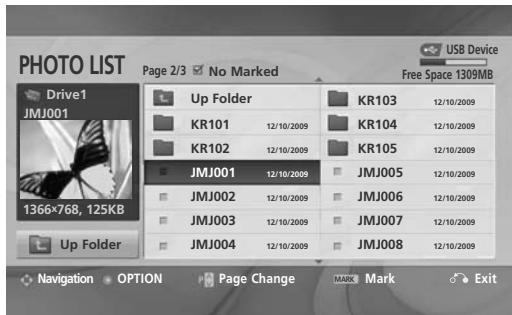 USB Device
PHOTO LIST
Page 2/3 No Marked
Free Space 1309MB
Drive1
JMJ001
1366×768, 125KB
Up Folder
Up Folder
KR101 12/10/2009
KR102 12/10/2009
JMJ001 12/10/2009
JMJ002 12/10/2009
JMJ003 12/10/2009
JMJ004 12/10/2009
KR103 12/10/2009
KR104 12/10/2009
KR105 12/10/2009
JMJ005 12/10/2009
JMJ006 12/10/2009
JMJ007 12/10/2009
JMJ008 12/10/2009
Navigation OPTION P Page Change MARK Mark Exit